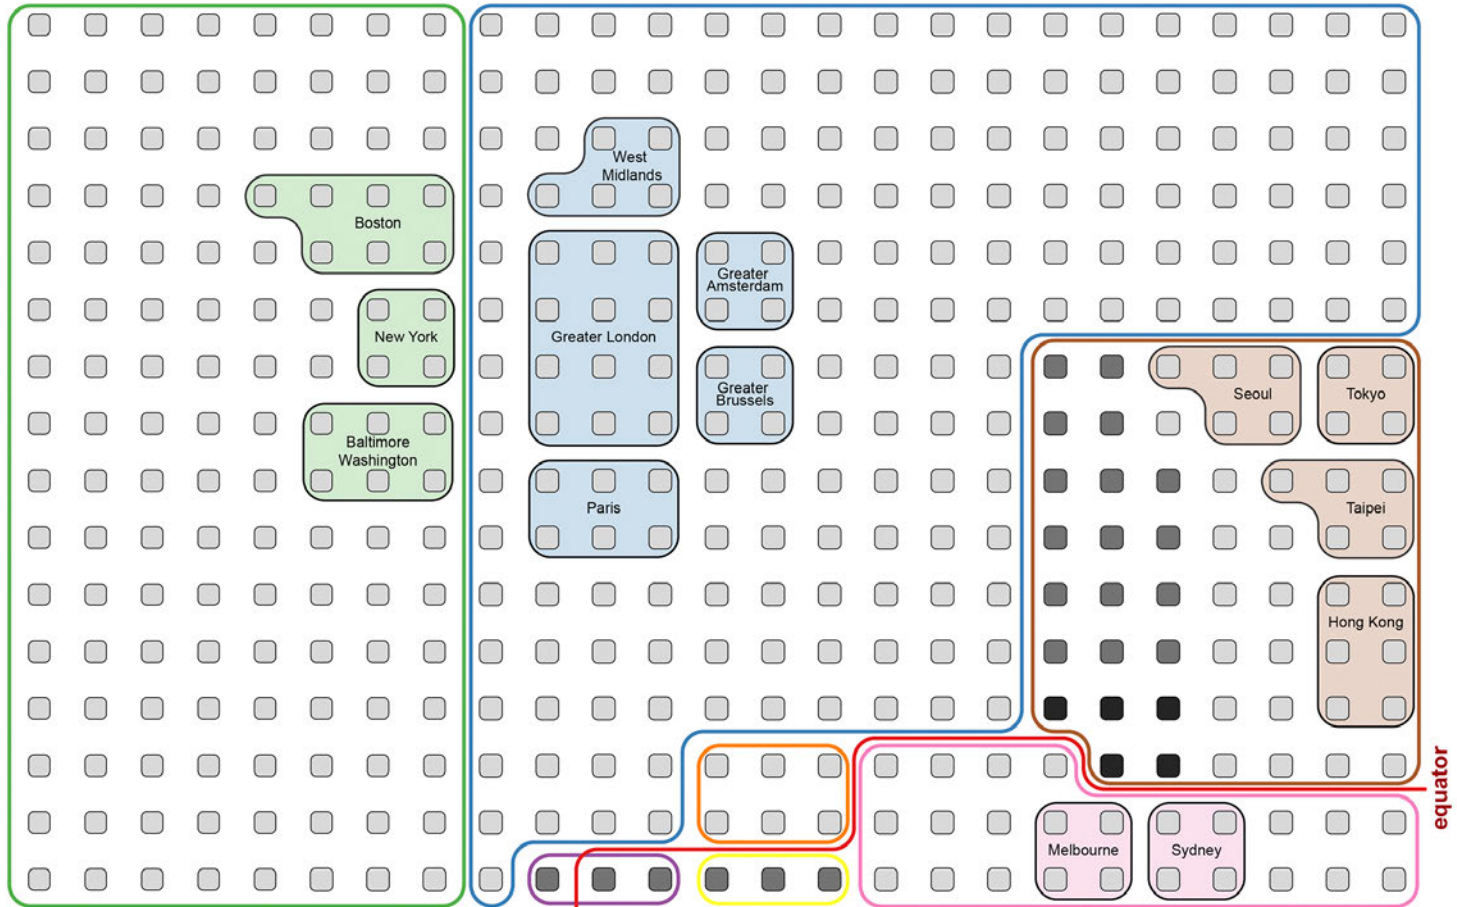 West
Midlands
Boston
Greater
Amsterdam
New York
Greater London
Greater
Brussels
Seoul
Tokyo
Baltimore
Washington
Paris
Taipei
Hong Kong
equator
Melbourne
Sydney